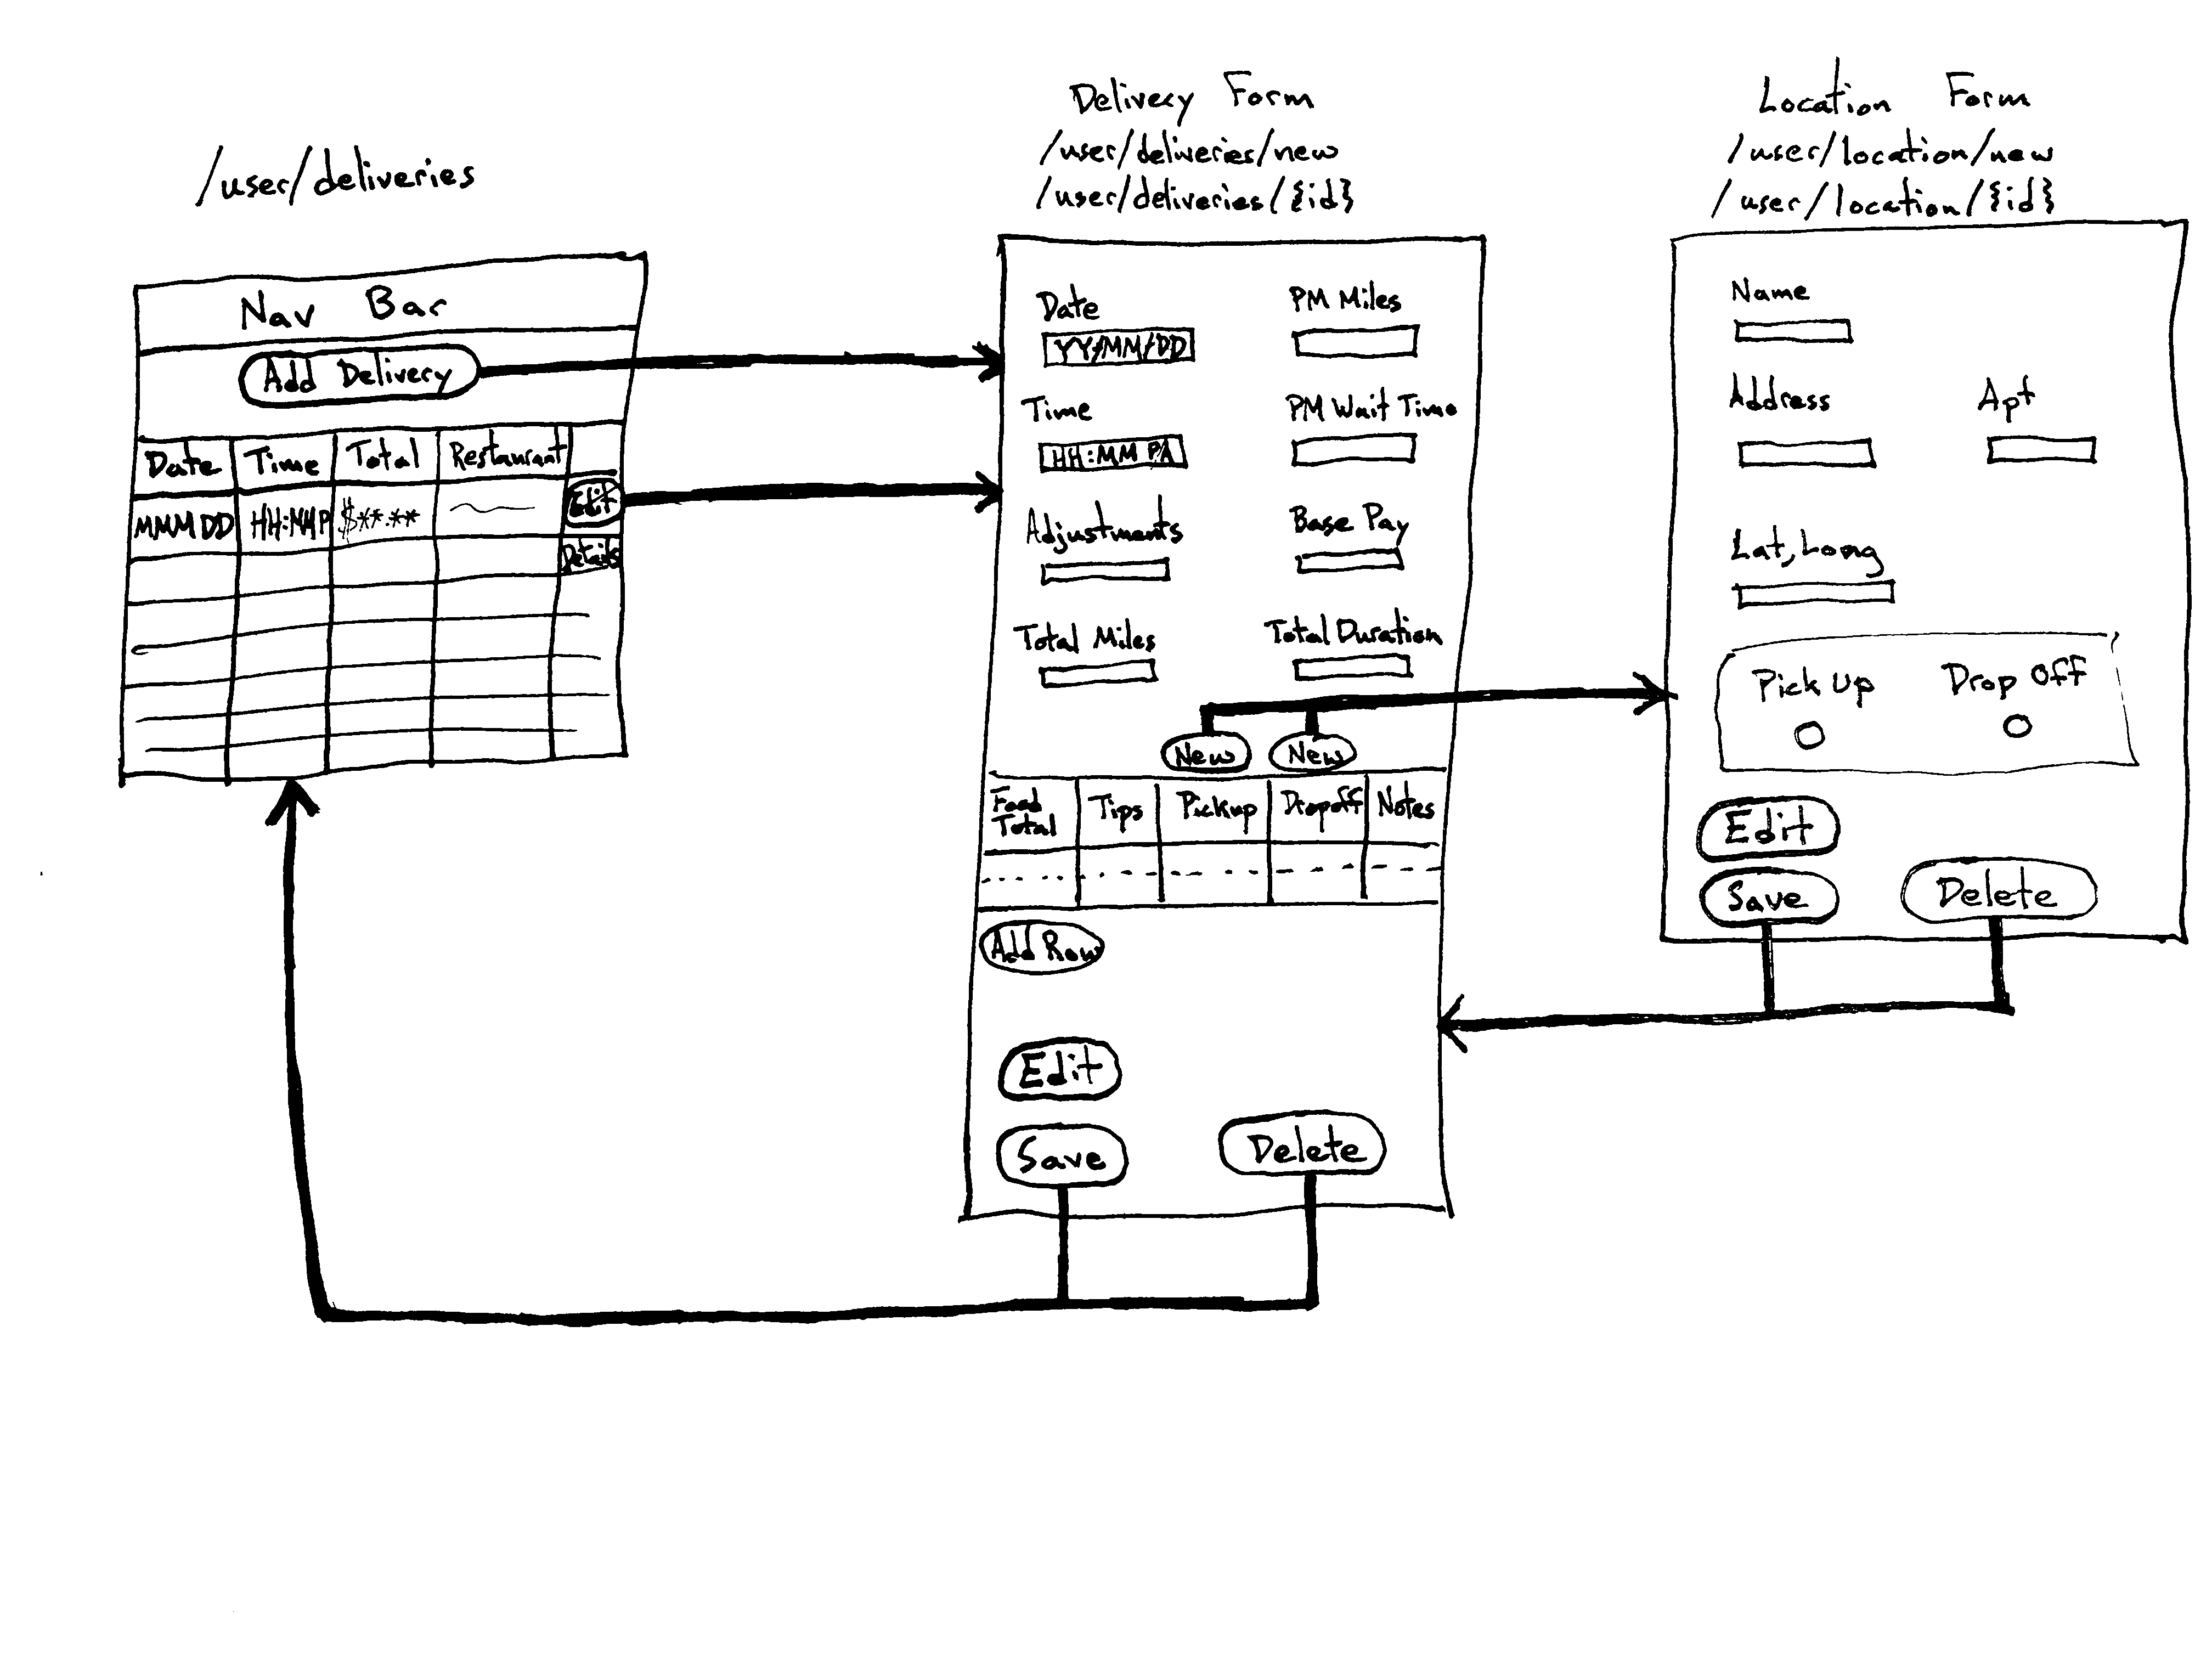 /user/deliveries
Nav Bar
Add Delivery
Date Time Total Restaurant
MMM DD HH:MMP $**.** Edit
Details
Delivery Form
/user/deliveries/new
/user/deliveries/{id}
Date PM Miles
YY/MM/DD
Time PM Wait Time
HH:MM PA
Adjustments Base Pay
Total Miles Total Duration
New New
Food Total Tips Pickup Dropoff Notes
Add Row
Edit
Save Delete
Location Form
/user/location/new
/user/location/{id}
Name
Address Apt
Lat, Long
Pick Up Drop Off
Edit
Save Delete